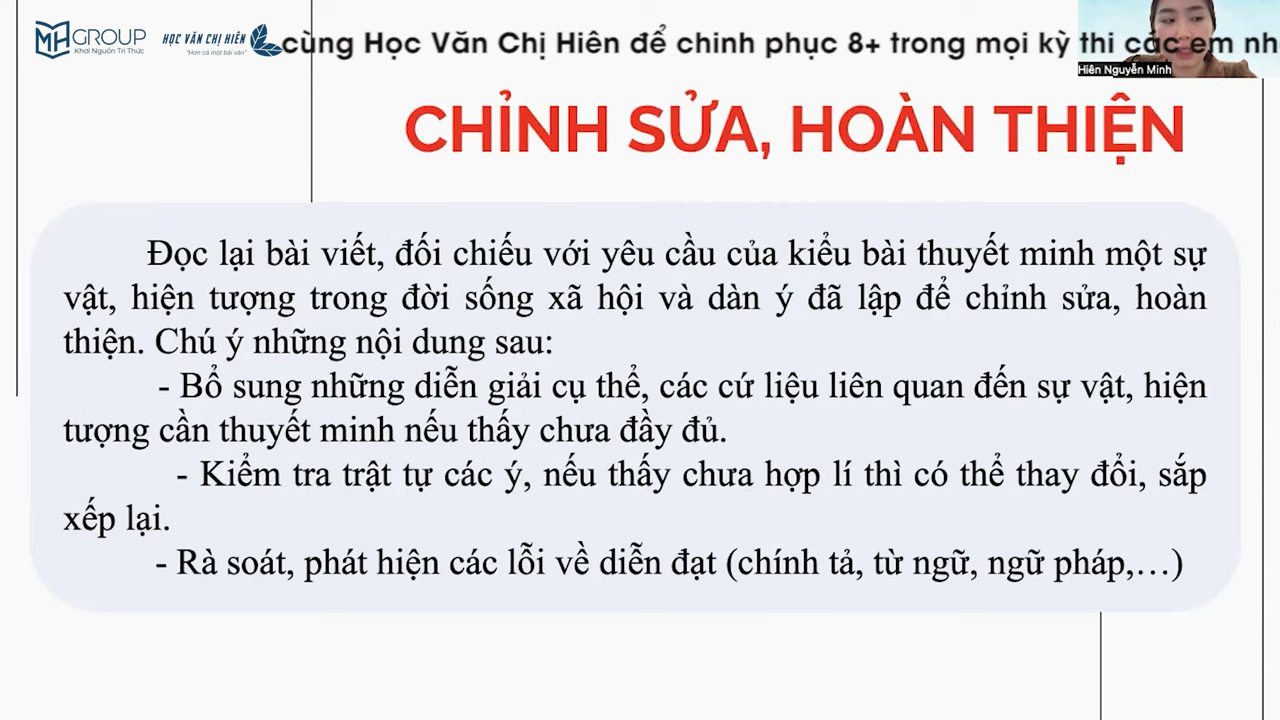 MH GROUP
Khơi Nguồn Tri Thức
HỌC VĂN CHỊ HIÊN
"Hơn cả một bài văn"
cùng Học Văn Chị Hiên để chinh phục 8+ trong mọi kỳ thi các em nh
Hiên Nguyễn Minh
CHỈNH SỬA, HOÀN THIỆN
Đọc lại bài viết, đối chiếu với yêu cầu của kiểu bài thuyết minh một sự
vật, hiện tượng trong đời sống xã hội và dàn ý đã lập để chỉnh sửa, hoàn
thiện. Chú ý những nội dung sau:
- Bổ sung những diễn giải cụ thể, các cứ liệu liên quan đến sự vật, hiện
tượng cần thuyết minh nếu thấy chưa đầy đủ.
- Kiểm tra trật tự các ý, nếu thấy chưa hợp lí thì có thể thay đổi, sắp
xếp lại.
- Rà soát, phát hiện các lỗi về diễn đạt (chính tả, từ ngữ, ngữ pháp,...)